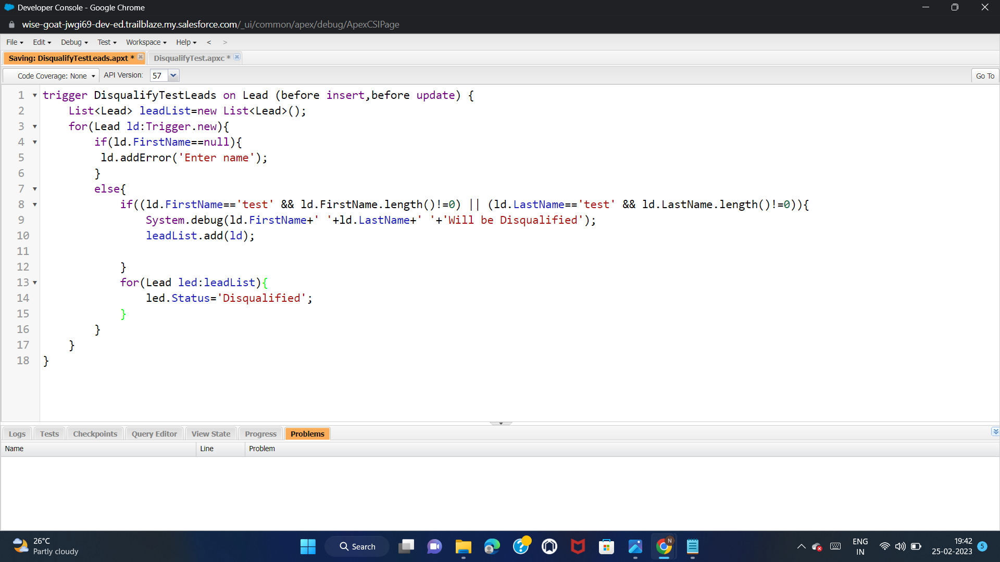 Developer Console - Google Chrome
wise-goat-jwgi69-dev-ed.trailblaze.my.salesforce.com/_ui/common/apex/debug/ApexCSIPage
File Edit Debug Test Workspace Help < >
Saving: DisqualifyTestLeads.apxt * DisqualifyTest.apxc *
Code Coverage: None API Version: 57 Go To
1 trigger DisqualifyTestLeads on Lead (before insert,before update) {
2 List<Lead> leadList=new List<Lead>();
3 for(Lead ld:Trigger.new){
4 if(ld.FirstName==null){
5 ld.addError('Enter name');
6 }
7 else{
8 if((ld.FirstName=='test' && ld.FirstName.length()!=0) || (ld.LastName=='test' && ld.LastName.length()!=0)){
9 System.debug(ld.FirstName+' '+ld.LastName+' '+'Will be Disqualified');
10 leadList.add(ld);
11
12 }
13 for(Lead led:leadList){
14 led.Status='Disqualified';
15 }
16 }
17 }
18 }
Logs Tests Checkpoints Query Editor View State Progress Problems
Name Line Problem
26°C
Partly cloudy
Search
N
ENG
IN
19:42
25-02-2023
5